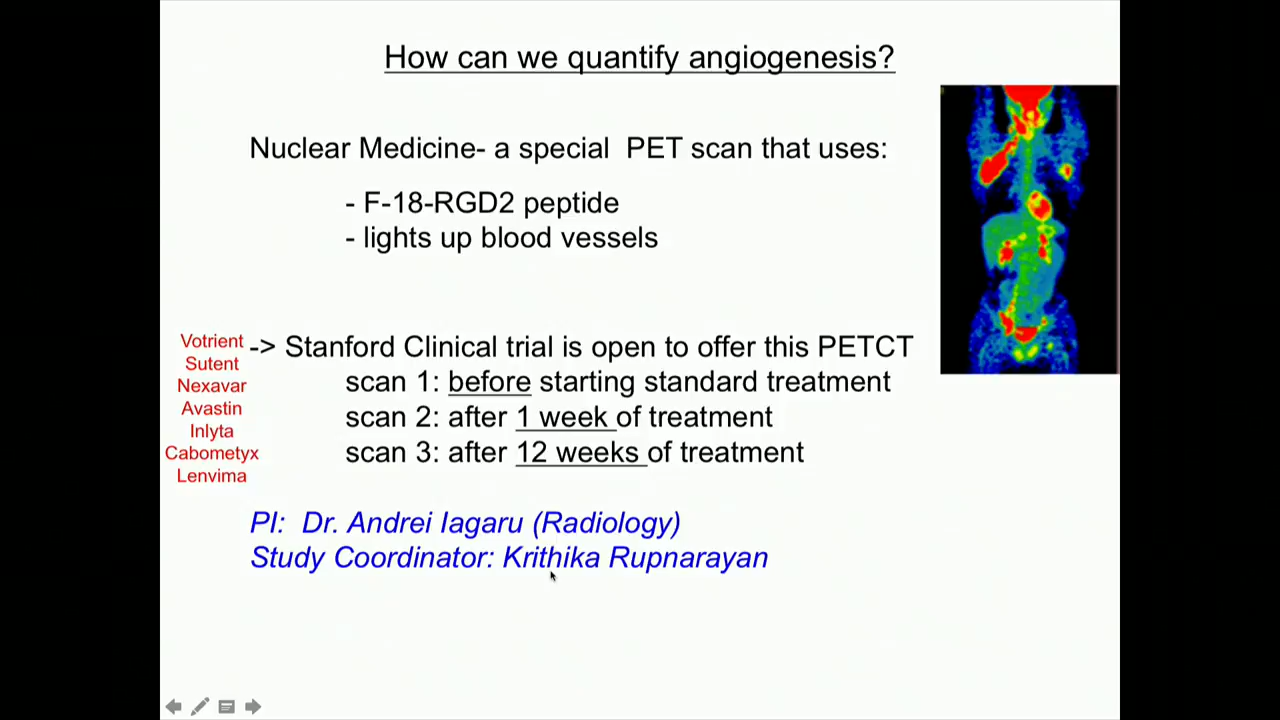 How can we quantify angiogenesis?
Nuclear Medicine- a special PET scan that uses:
- F-18-RGD2 peptide
- lights up blood vessels
Votrient
Sutent
Nexavar
Avastin
Inlyta
Cabometyx
Lenvima
-> Stanford Clinical trial is open to offer this PETCT
scan 1: before starting standard treatment
scan 2: after 1 week of treatment
scan 3: after 12 weeks of treatment
PI: Dr. Andrei Iagaru (Radiology)
Study Coordinator: Krithika Rupnarayan